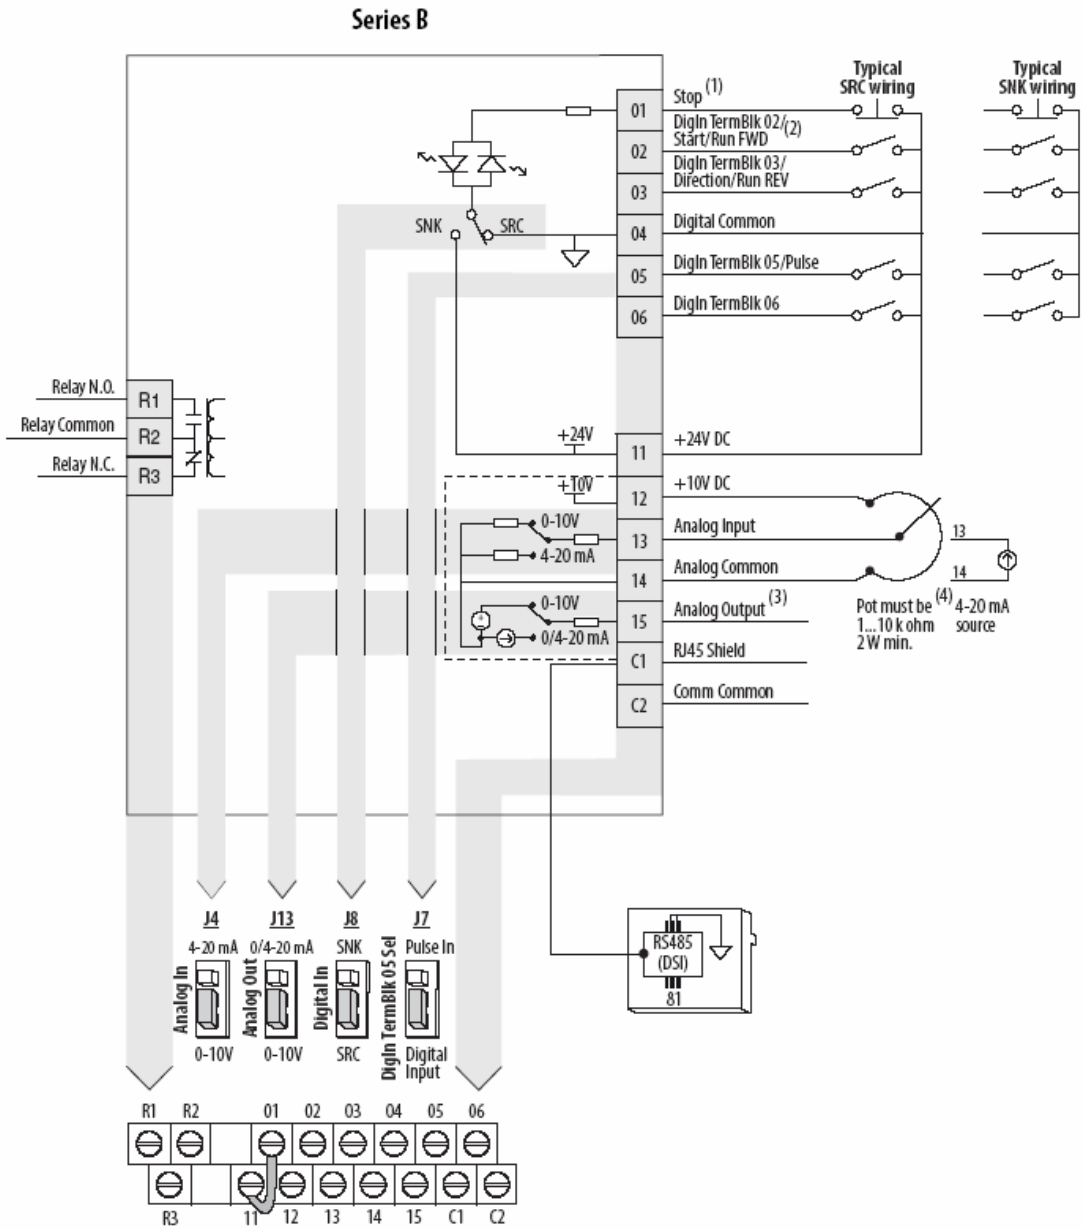 Series B
Typical
SRC wiring
Typical
SNK wiring
01
Stop (1)
02
DigIn TermBlk 02/
Start/Run FWD (2)
03
DigIn TermBlk 03/
Direction/Run REV
SNK
SRC
04
Digital Common
05
DigIn TermBlk 05/Pulse
06
DigIn TermBlk 06
Relay N.O.
R1
Relay Common
R2
Relay N.C.
R3
+24V
11
+24V DC
+10V
12
+10V DC
0-10V
4-20 mA
13
Analog Input
14
Analog Common
13
14
Pot must be (4)
1...10 k ohm
2 W min.
4-20 mA
source
0-10V
0/4-20 mA
15
Analog Output (3)
C1
RJ45 Shield
C2
Comm Common
J4
4-20 mA
Analog In
0-10V
J13
0/4-20 mA
Analog Out
0-10V
J8
SNK
Digital In
SRC
J7
Pulse In
DigIn TermBlk 05 Sel
Digital
Input
RS485
(DSI)
81
R1 R2 01 02 03 04 05 06
R3 11 12 13 14 15 C1 C2